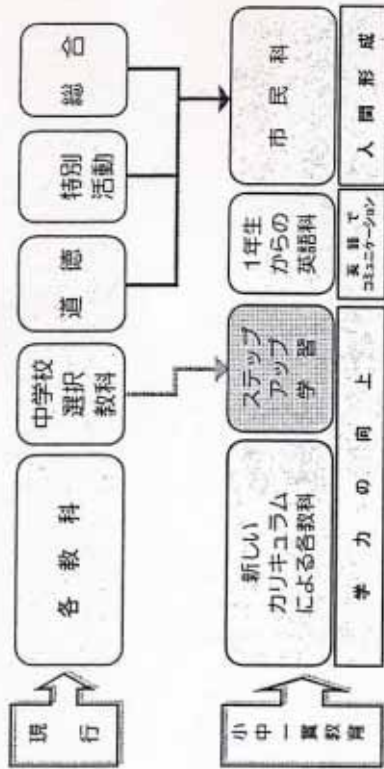 現行
各教科
中学校
選択
教科
道徳
特別
活動
総合
小中一貫教育
新しい
カリキュラム
による各教科
ステップ
アップ
学習
1年生
からの
英語科
市民科
学力の向上
英語で
コミュニケーション
人間形成